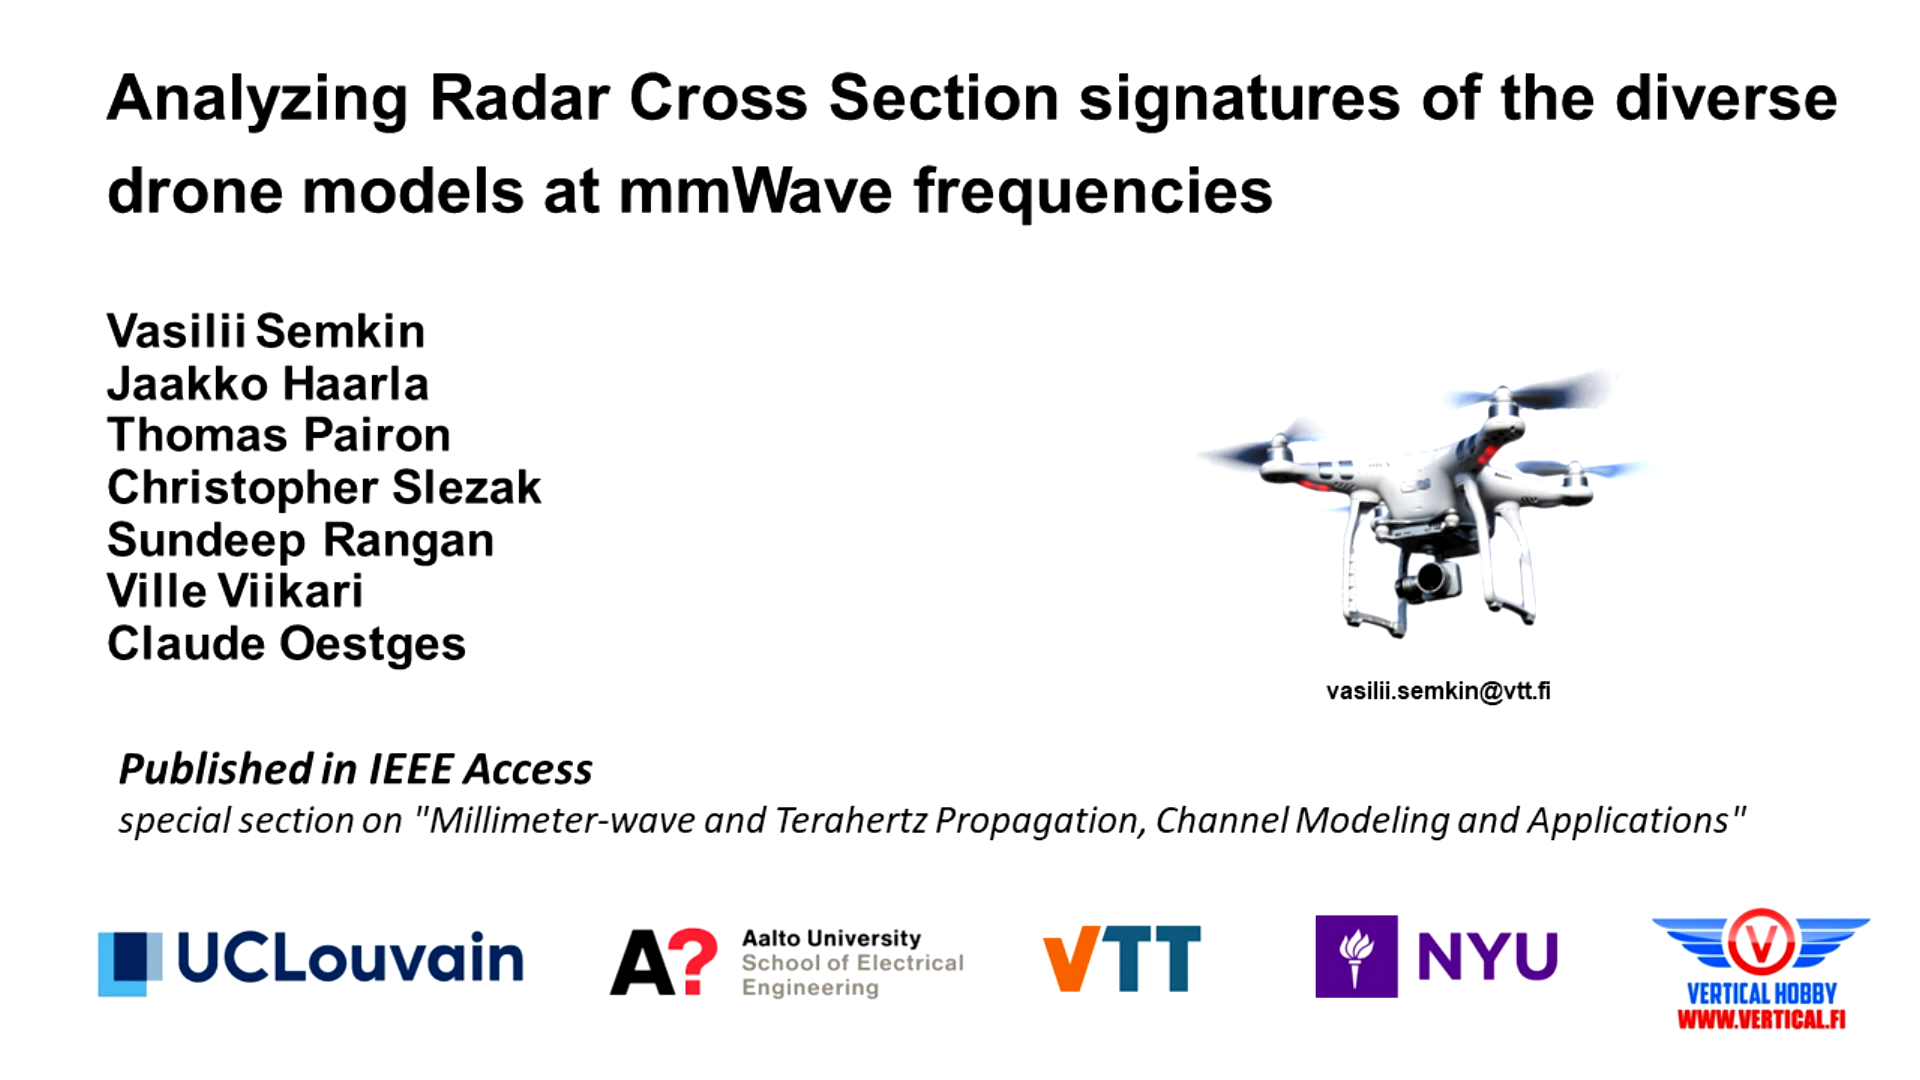 Analyzing Radar Cross Section signatures of the diverse
drone models at mmWave frequencies
Vasilii Semkin
Jaakko Haarla
Thomas Pairon
Christopher Slezak
Sundeep Rangan
Ville Viikari
Claude Oestges
vasilii.semkin@vtt.fi
Published in IEEE Access
special section on "Millimeter-wave and Terahertz Propagation, Channel Modeling and Applications"
UCLouvain
A?
Aalto University
School of Electrical
Engineering
VTT
NYU
V
VERTICAL HOBBY
WWW.VERTICAL.FI